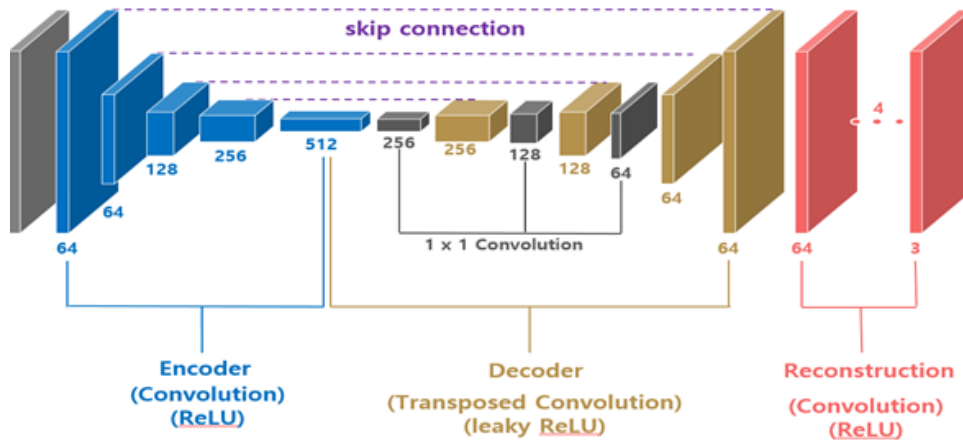 skip connection
64
64
128
256
512
256
256
128
128
64
64
64
1 x 1 Convolution
4
64
3
Encoder
(Convolution)
(ReLU)
Decoder
(Transposed Convolution)
(leaky ReLU)
Reconstruction
(Convolution)
(ReLU)